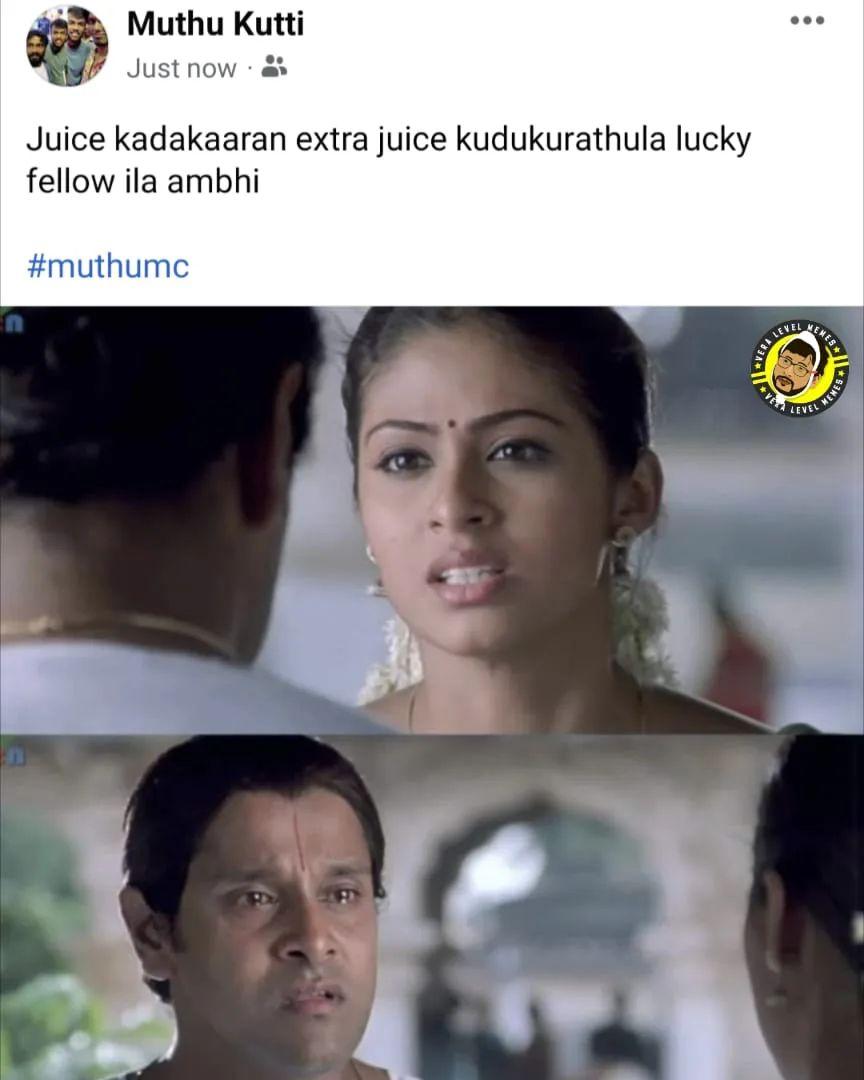 Muthu Kutti
Just now ·
Juice kadakaaran extra juice kudukurathula lucky
fellow ila ambhi
#muthumc
n
VERA LEVEL MEMES
VERA LEVEL MEMES
n